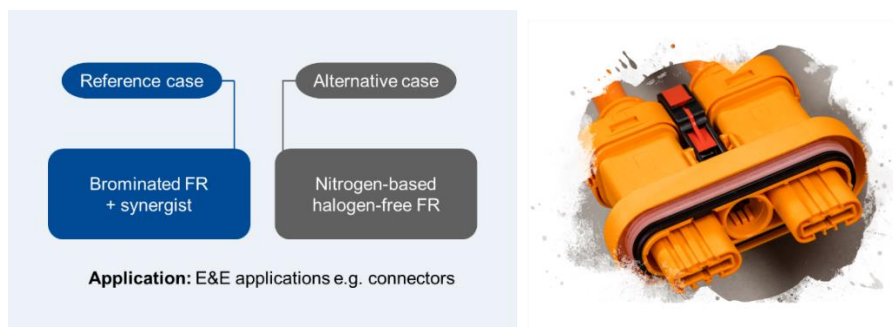 Reference case
Alternative case
Brominated FR
+ synergist
Nitrogen-based
halogen-free FR
Application: E&E applications e.g. connectors